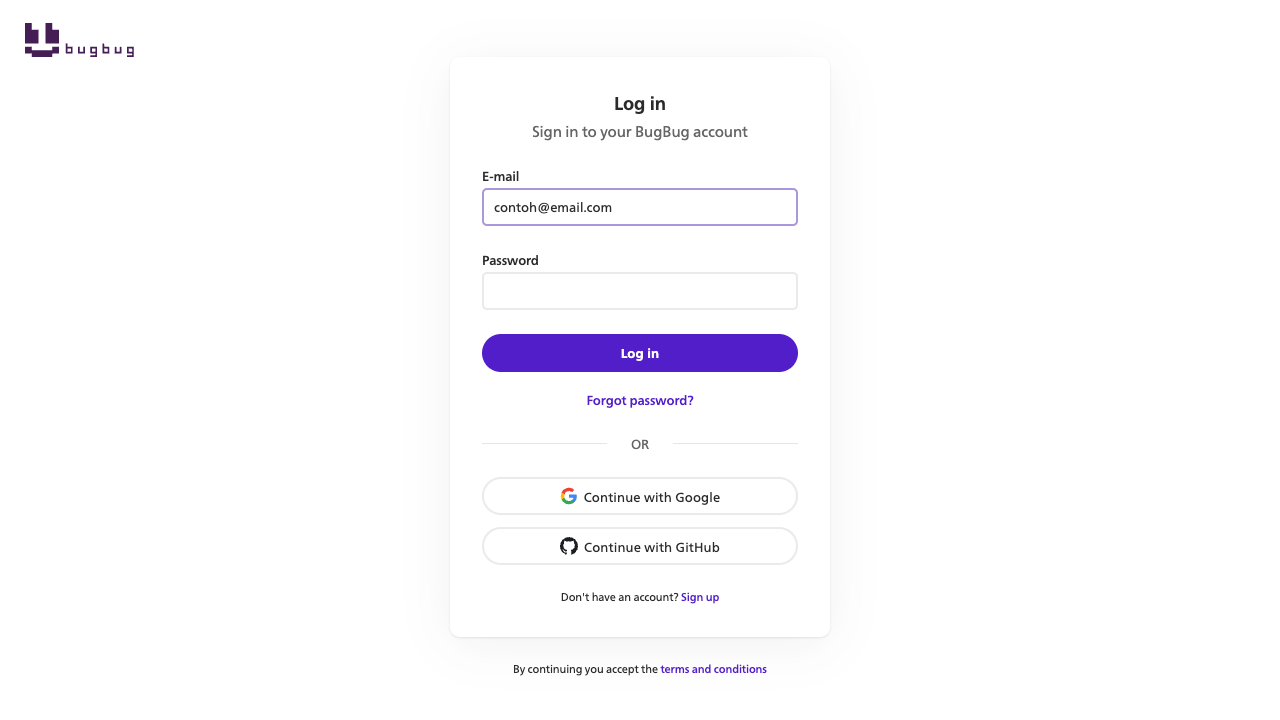 bugbug
Log in
Sign in to your BugBug account
E-mail
contoh@email.com
Password
Log in
Forgot password?
OR
Continue with Google
Continue with GitHub
Don't have an account? Sign up
By continuing you accept the terms and conditions